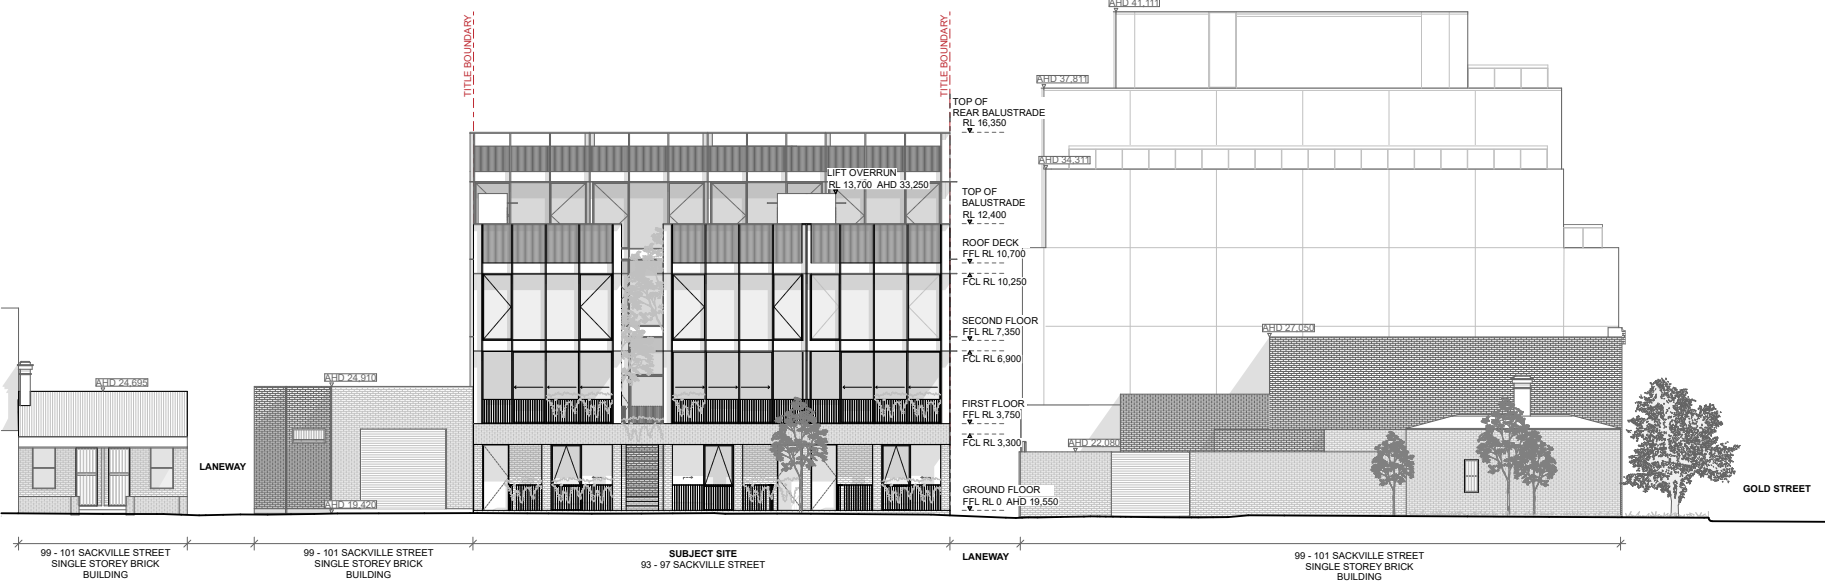 AHD 41,111
TITLE BOUNDARY
TITLE BOUNDARY
AHD 37,811
TOP OF
REAR BALUSTRADE
RL 16,350
AHD 34,311
LIFT OVERRUN
RL 13,700 AHD 33,250
TOP OF
BALUSTRADE
RL 12,400
ROOF DECK
FFL RL 10,700
FCL RL 10,250
SECOND FLOOR
FFL RL 7,350
AHD 27,050
FCL RL 6,900
AHD 24,695
AHD 24,910
FIRST FLOOR
FFL RL 3,750
FCL RL 3,300
AHD 22,080
LANEWAY
GROUND FLOOR
FFL RL 0 AHD 19,550
AHD 19,420
GOLD STREET
99 - 101 SACKVILLE STREET
SINGLE STOREY BRICK
BUILDING
99 - 101 SACKVILLE STREET
SINGLE STOREY BRICK
BUILDING
SUBJECT SITE
93 - 97 SACKVILLE STREET
LANEWAY
99 - 101 SACKVILLE STREET
SINGLE STOREY BRICK
BUILDING